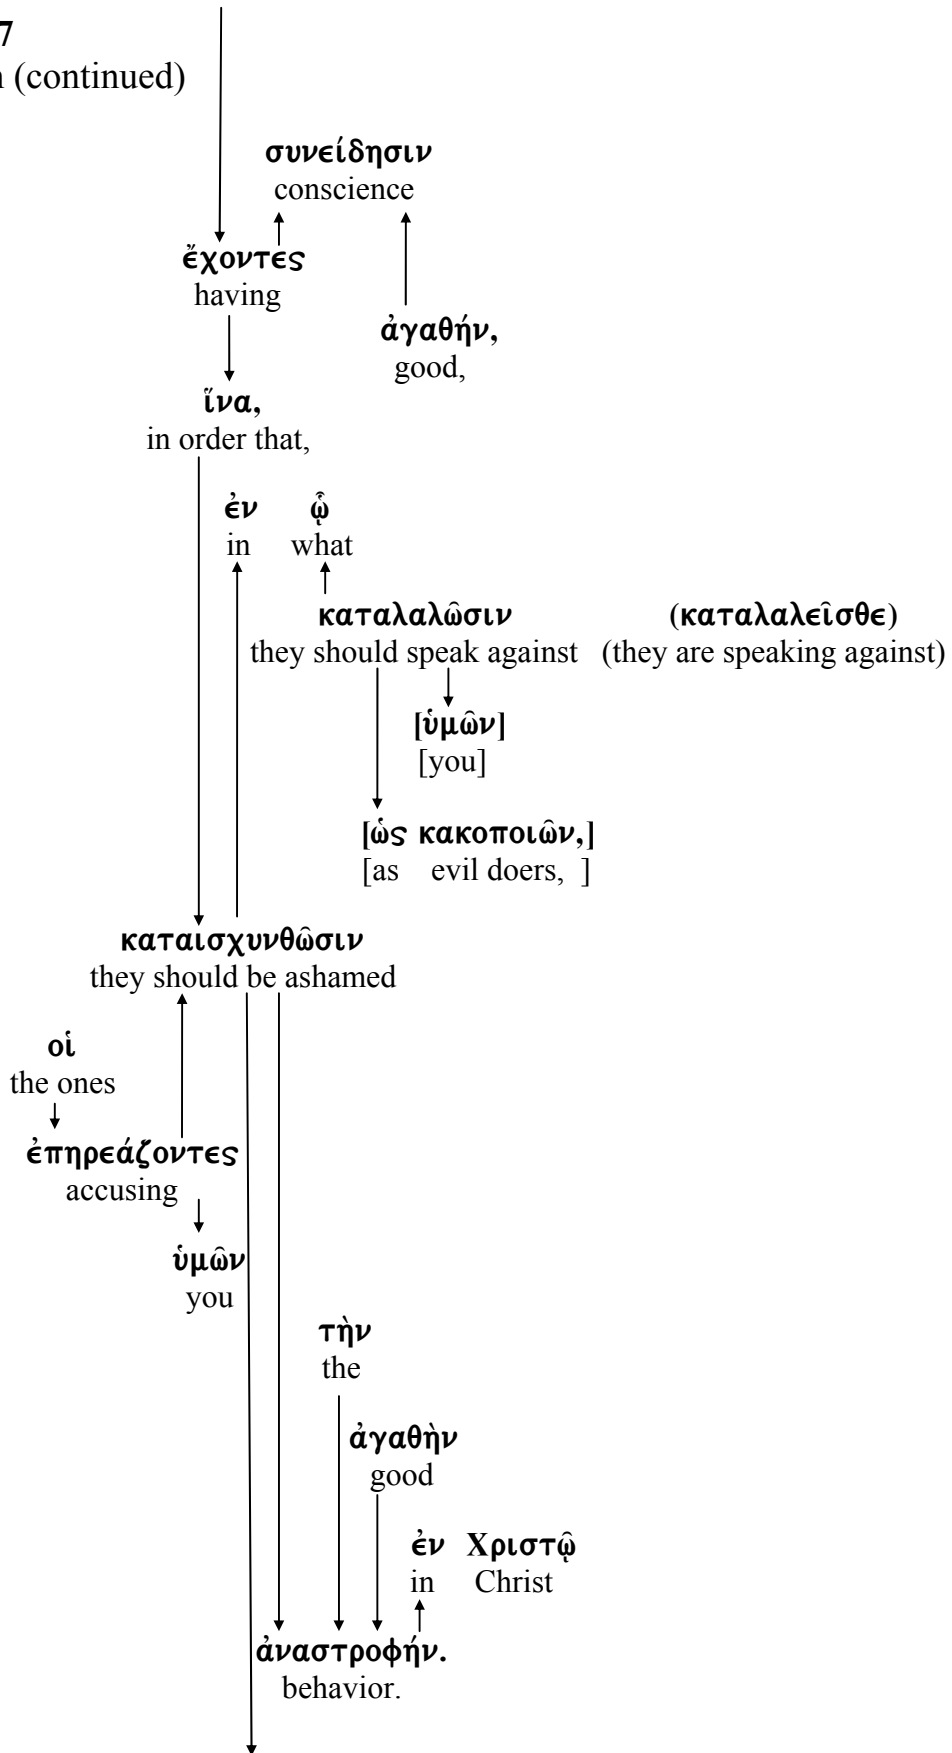 7
n (continued)
συνείδησιν
conscience
ἔχοντες
having
ἀγαθήν,
good,
ἵνα,
in order that,
ἐν ᾧ
in what
καταλαλῶσιν (καταλαλεῖσθε)
they should speak against (they are speaking against)
[ὑμῶν]
[you]
[ὡς κακοποιῶν,]
[as evil doers, ]
καταισχυνθῶσιν
they should be ashamed
οἱ
the ones
ἐπηρεάζοντες
accusing
ὑμῶν
you
τὴν
the
ἀγαθὴν
good
ἐν Χριστῷ
in Christ
ἀναστροφήν.
behavior.